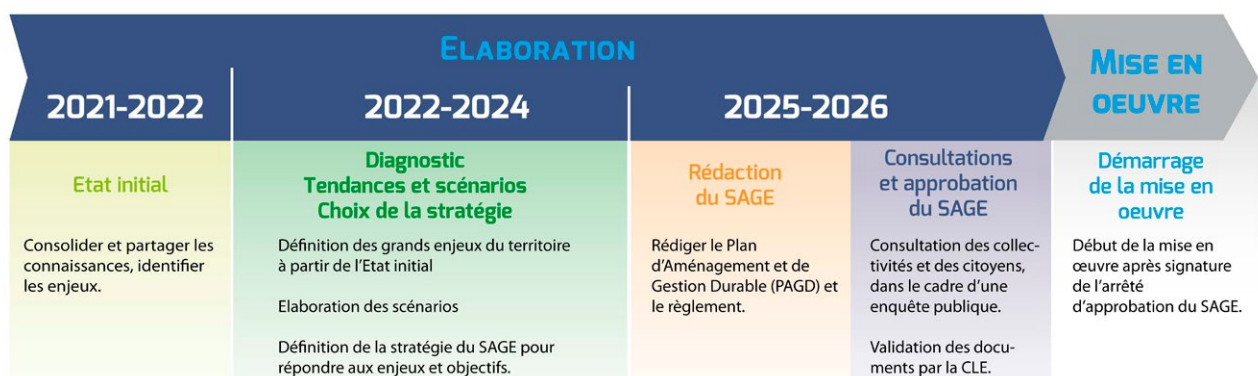 ELABORATION
MISE EN
OEUVRE
2021-2022
2022-2024
2025-2026
Etat initial
Consolider et partager les
connaissances, identifier
les enjeux.
Diagnostic
Tendances et scénarios
Choix de la stratégie
Définition des grands enjeux du territoire
à partir de l’Etat initial
Elaboration des scénarios
Définition de la stratégie du SAGE pour
répondre aux enjeux et objectifs.
Rédaction
du SAGE
Rédiger le Plan
d’Aménagement et de
Gestion Durable (PAGD) et
le règlement.
Consultations
et approbation
du SAGE
Consultation des collec-
tivités et des citoyens,
dans le cadre d’une
enquête publique.
Validation des docu-
ments par la CLE.
Démarrage
de la mise en
oeuvre
Début de la mise en
œuvre après signature
de l’arrêté
d’approbation du SAGE.